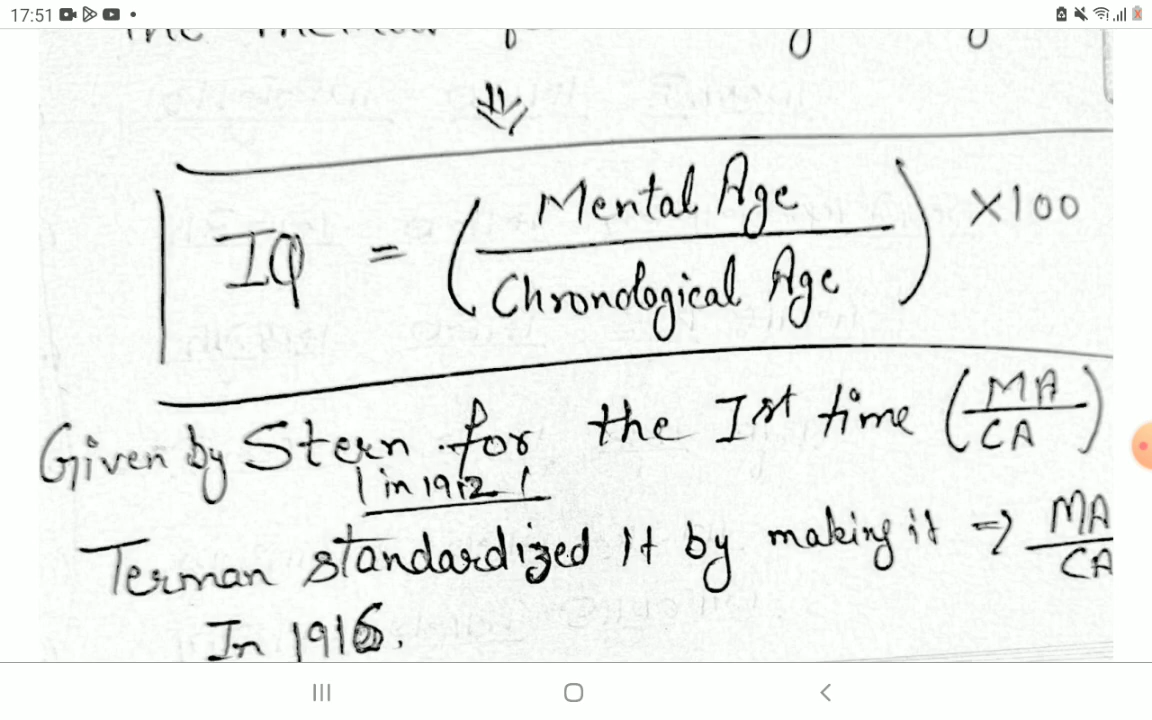 17:51
IQ = (Mental Age / Chronological Age) ×100
Given by Stern for the Ist time (MA / CA)
in 1912
Terman standardized it by making it => MA / CA
In 1916.